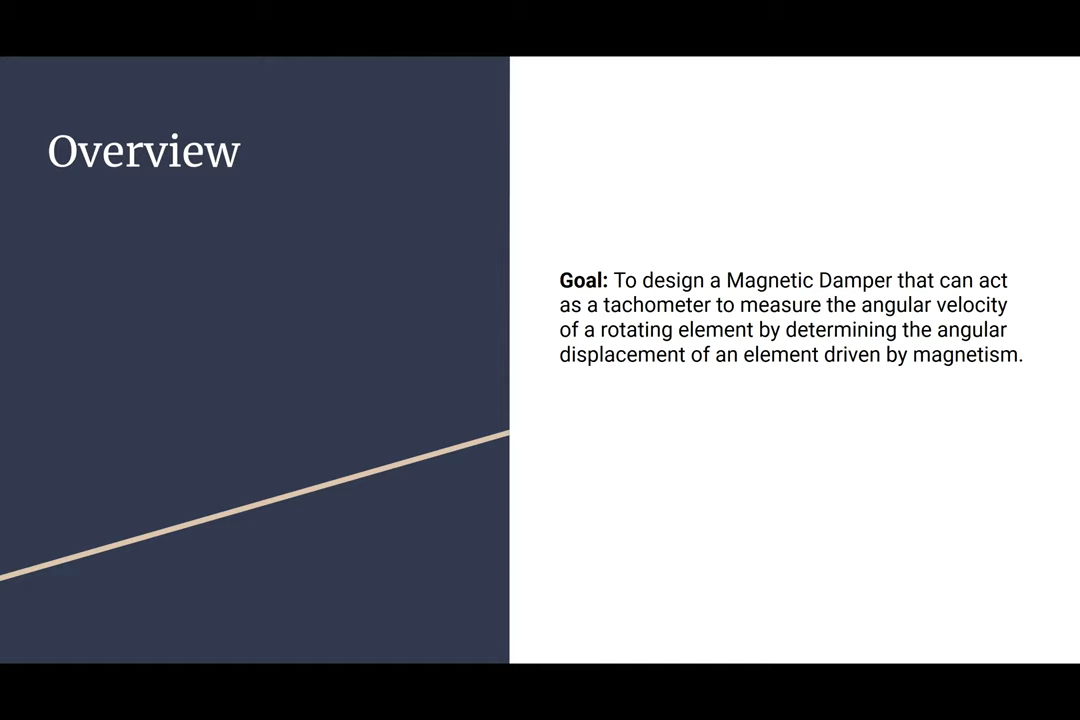 Overview
Goal: To design a Magnetic Damper that can act
as a tachometer to measure the angular velocity
of a rotating element by determining the angular
displacement of an element driven by magnetism.